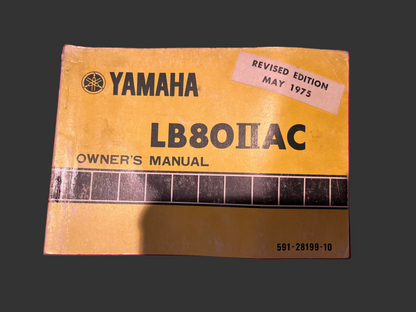 REVISED EDITION
MAY 1975
YAMAHA
LB80IIAC
OWNER'S MANUAL
591-28199-10